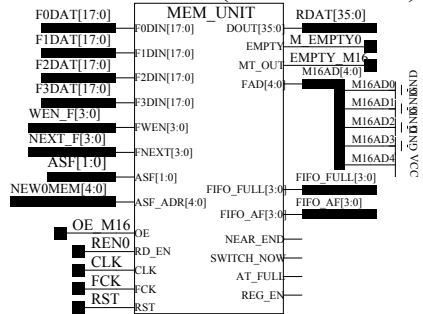 MEM_UNIT
F0DAT[17:0] F0DIN[17:0] DOUT[35:0] RDAT[35:0]
F1DAT[17:0] F1DIN[17:0] EMPTY M_EMPTY0
F2DAT[17:0] F2DIN[17:0] MT_OUT EMPTY_M16
F3DAT[17:0] F3DIN[17:0] FAD[4:0] M16AD[4:0]
WEN_F[3:0] FWEN[3:0]
NEXT_F[3:0] FNEXT[3:0]
ASF[1:0] ASF[1:0]
NEW0MEM[4:0] ASF_ADR[4:0]
M16AD0 GND
M16AD1
M16AD2
M16AD3 GND
M16AD4 VCC
FIFO_FULL[3:0] FIFO_FULL[3:0]
FIFO_AF[3:0] FIFO_AF[3:0]
OE_M16 OE NEAR_END
REN0 RD_EN SWITCH_NOW
CLK CLK AT_FULL
FCK FCK REG_EN
RST RST